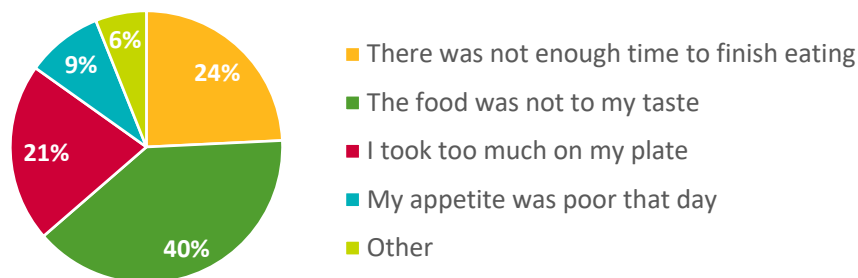 6%
9%
24%
21%
40%
There was not enough time to finish eating
The food was not to my taste
I took too much on my plate
My appetite was poor that day
Other